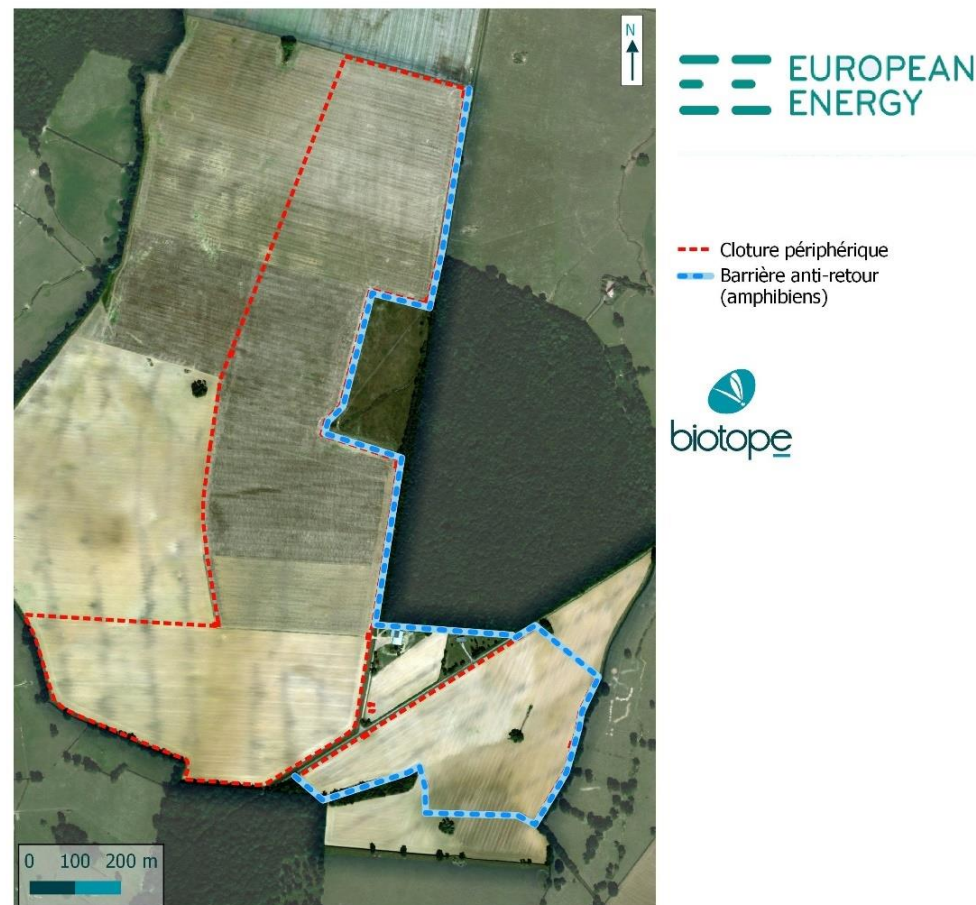 N
EUROPEAN
ENERGY
Cloture périphérique
Barrière anti-retour
(amphibiens)
biotope
0 100 200 m